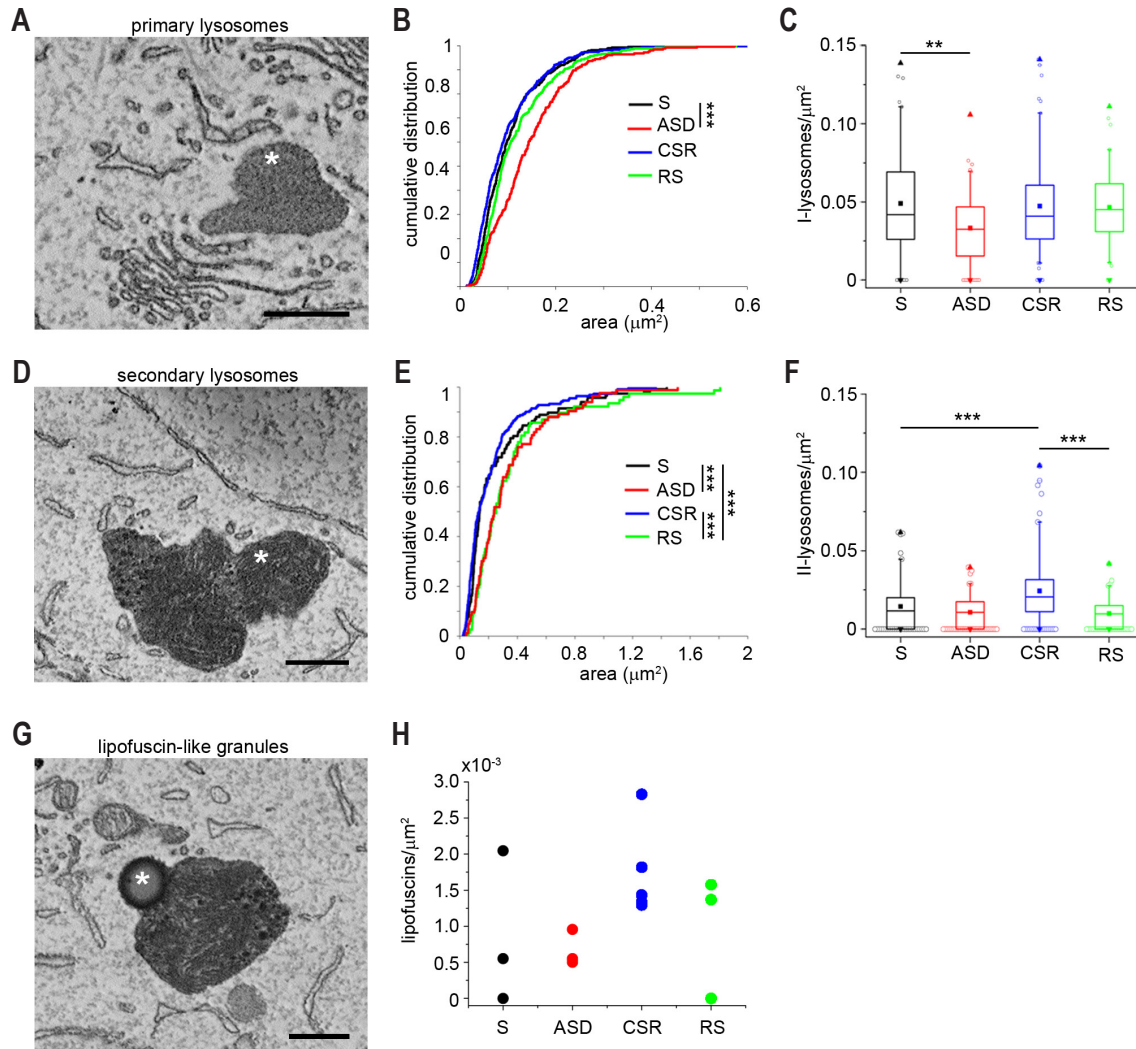 A
primary lysosomes
B
cumulative distribution
1
0.8
0.6
0.4
0.2
0
0
0.2
0.4
0.6
area (μm²)
S
ASD
CSR
RS
***
C
I-lysosomes/μm²
0.15
0.10
0.05
0
**
S
ASD
CSR
RS
*
D
secondary lysosomes
E
cumulative distribution
1
0.8
0.6
0.4
0.2
0
0
0.4
0.8
1.2
1.6
2
area (μm²)
S
ASD
CSR
RS
***
***
***
F
II-lysosomes/μm²
0.15
0.10
0.05
0
***
***
S
ASD
CSR
RS
*
G
lipofuscin-like granules
H
x10⁻³
lipofuscins/μm²
3.0
2.5
2.0
1.5
1.0
0.5
0
S
ASD
CSR
RS
*